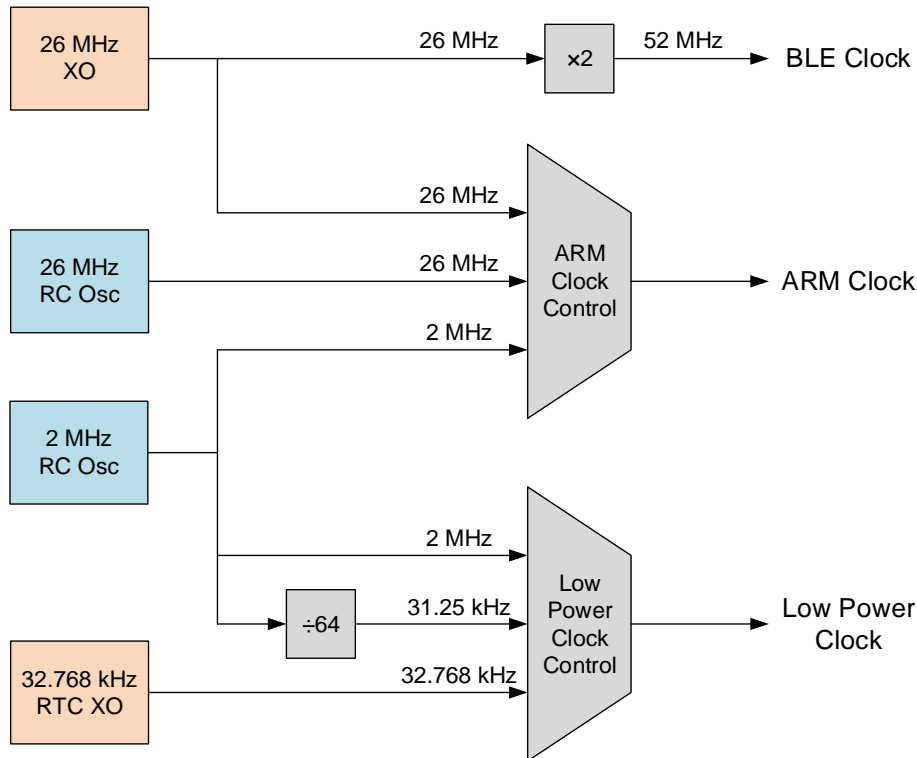 26 MHz
XO
26 MHz
×2
52 MHz
BLE Clock
26 MHz
26 MHz
RC Osc
26 MHz
ARM
Clock
Control
ARM Clock
2 MHz
2 MHz
RC Osc
2 MHz
Low
Power
Clock
Control
÷64
31.25 kHz
Low Power
Clock
32.768 kHz
RTC XO
32.768 kHz